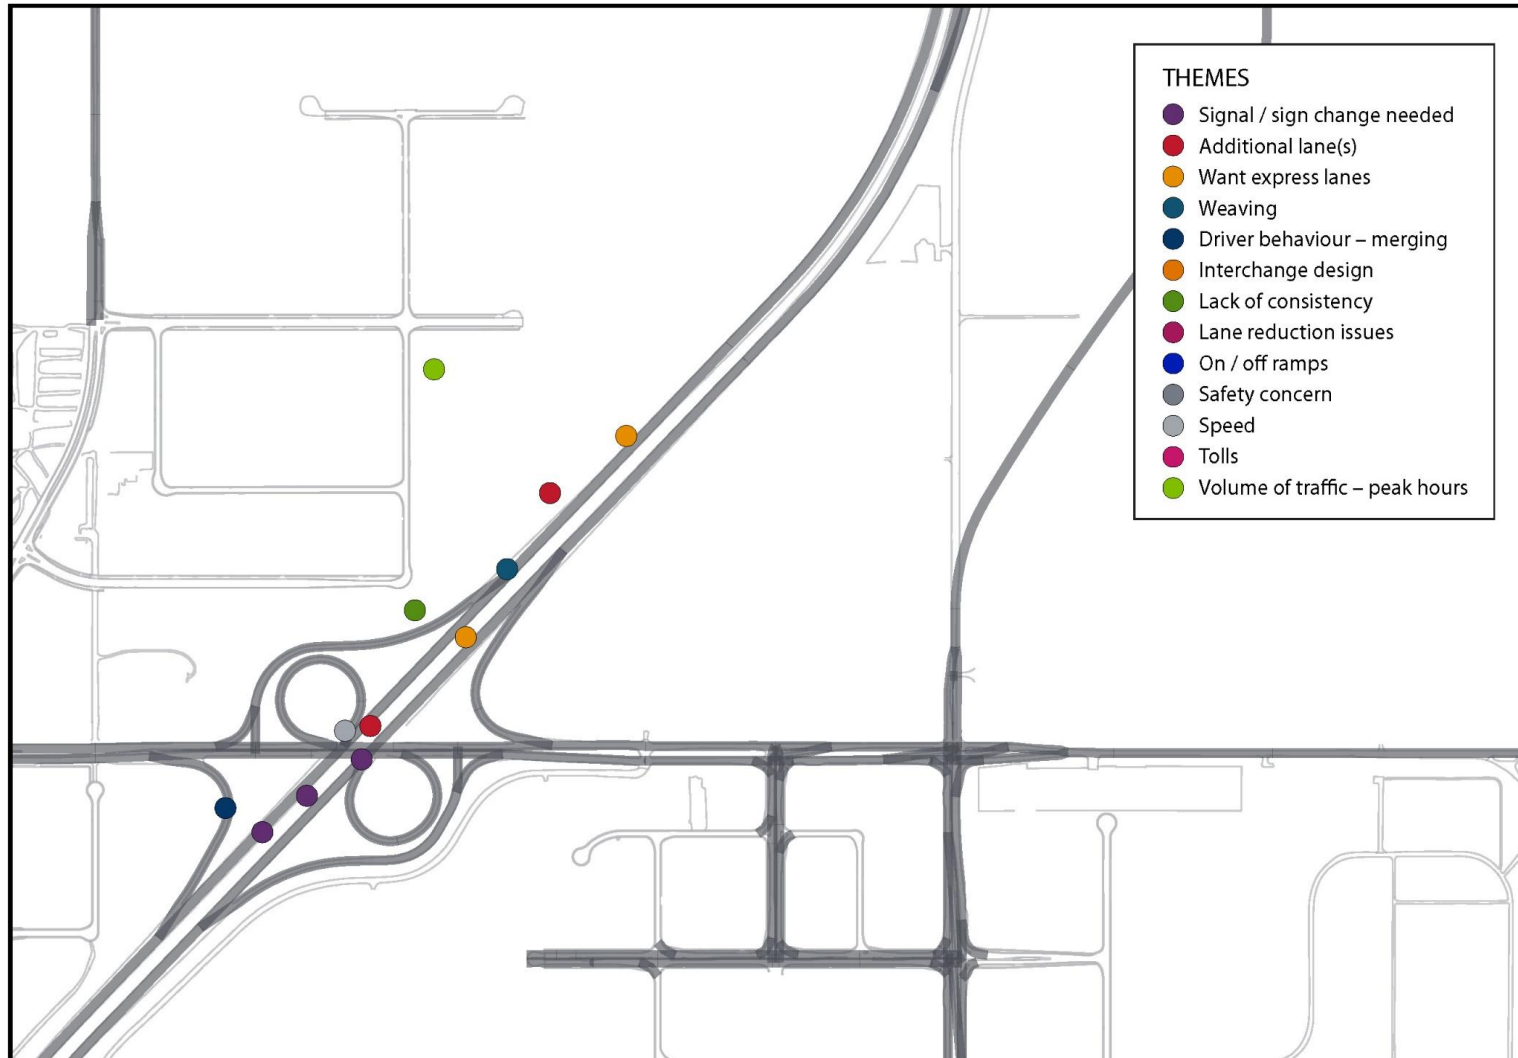 THEMES
Signal / sign change needed
Additional lane(s)
Want express lanes
Weaving
Driver behaviour – merging
Interchange design
Lack of consistency
Lane reduction issues
On / off ramps
Safety concern
Speed
Tolls
Volume of traffic – peak hours